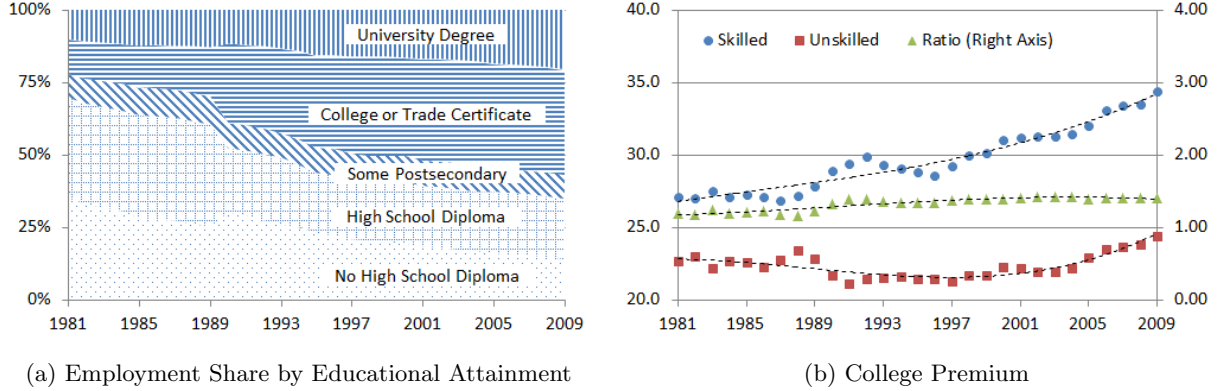 100%
75%
50%
25%
0%
University Degree
College or Trade Certificate
Some Postsecondary
High School Diploma
No High School Diploma
1981 1985 1989 1993 1997 2001 2005 2009
(a) Employment Share by Educational Attainment
40.0
35.0
30.0
25.0
20.0
Skilled Unskilled Ratio (Right Axis)
4.00
3.00
2.00
1.00
0.00
1981 1985 1989 1993 1997 2001 2005 2009
(b) College Premium